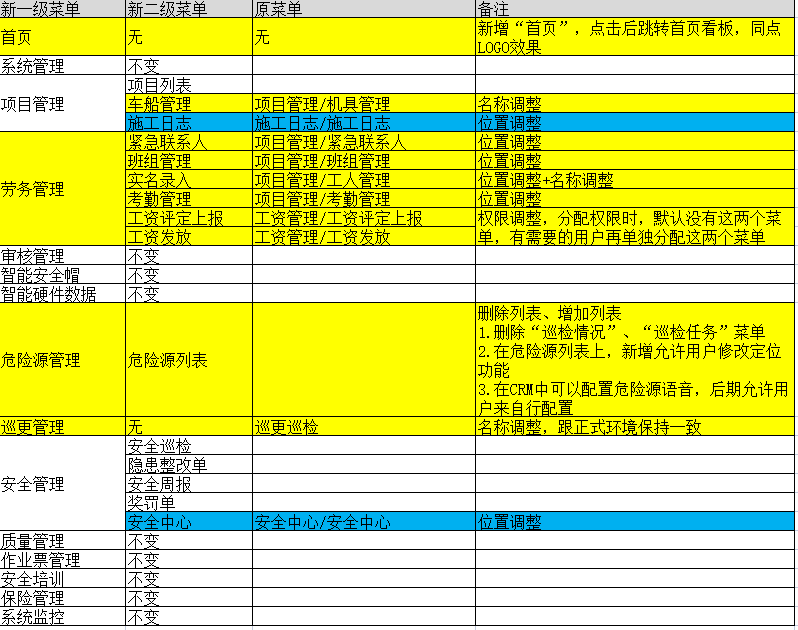 新一级菜单 新二级菜单 原菜单 备注
首页 无 无 新增“首页”，点击后跳转首页看板，同点
LOGO效果
系统管理 不变
项目管理 项目列表
车船管理 项目管理/机具管理 名称调整
施工日志 施工日志/施工日志 位置调整
劳务管理 紧急联系人 项目管理/紧急联系人 位置调整
班组管理 项目管理/班组管理 位置调整
实名录入 项目管理/工人管理 位置调整+名称调整
考勤管理 项目管理/考勤管理 位置调整
工资评定上报 工资管理/工资评定上报 权限调整，分配权限时，默认没有这两个菜
工资发放 工资管理/工资发放 单，有需要的用户再单独分配这两个菜单
审核管理 不变
智能安全帽 不变
智能硬件数据 不变
危险源管理 危险源列表 删除列表、增加列表
1.删除“巡检情况”、“巡检任务”菜单
2.在危险源列表上，新增允许用户修改定位
功能
3.在CRM中可以配置危险源语音，后期允许用
户来自行配置
巡更管理 无 巡更巡检 名称调整，跟正式环境保持一致
安全管理 安全巡检
隐患整改单
安全周报
奖罚单
安全中心 安全中心/安全中心 位置调整
质量管理 不变
作业票管理 不变
安全培训 不变
保险管理 不变
系统监控 不变